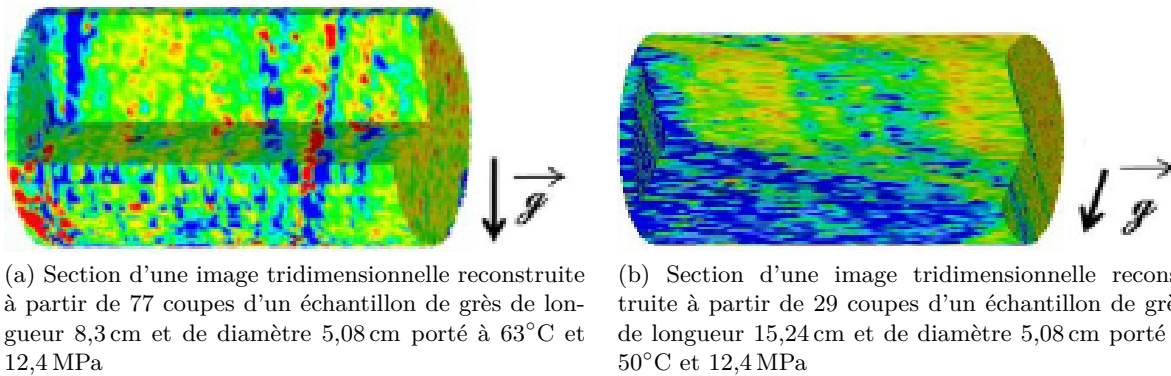 g
g
(a) Section d'une image tridimensionnelle reconstruite
à partir de 77 coupes d'un échantillon de grès de lon-
gueur 8,3 cm et de diamètre 5,08 cm porté à 63°C et
12,4 MPa
(b) Section d'une image tridimensionnelle recons-
truite à partir de 29 coupes d'un échantillon de grè
de longueur 15,24 cm et de diamètre 5,08 cm porté
50°C et 12,4 MPa